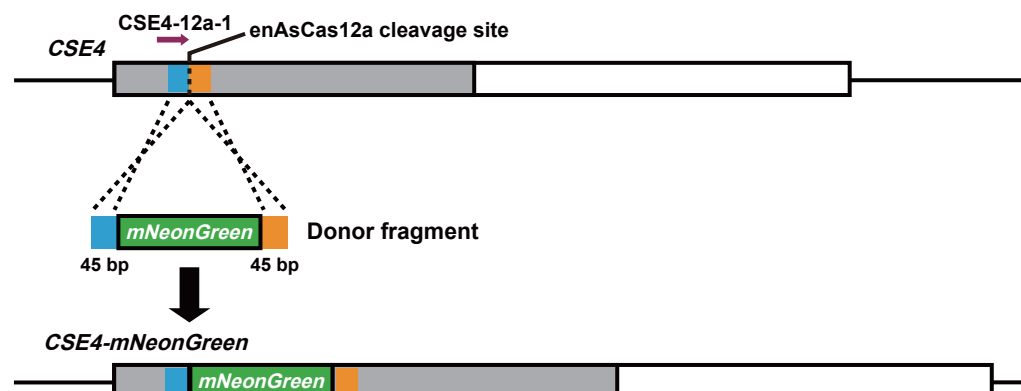 CSE4-12a-1
enAsCas12a cleavage site
CSE4
mNeonGreen
Donor fragment
45 bp
45 bp
CSE4-mNeonGreen
mNeonGreen